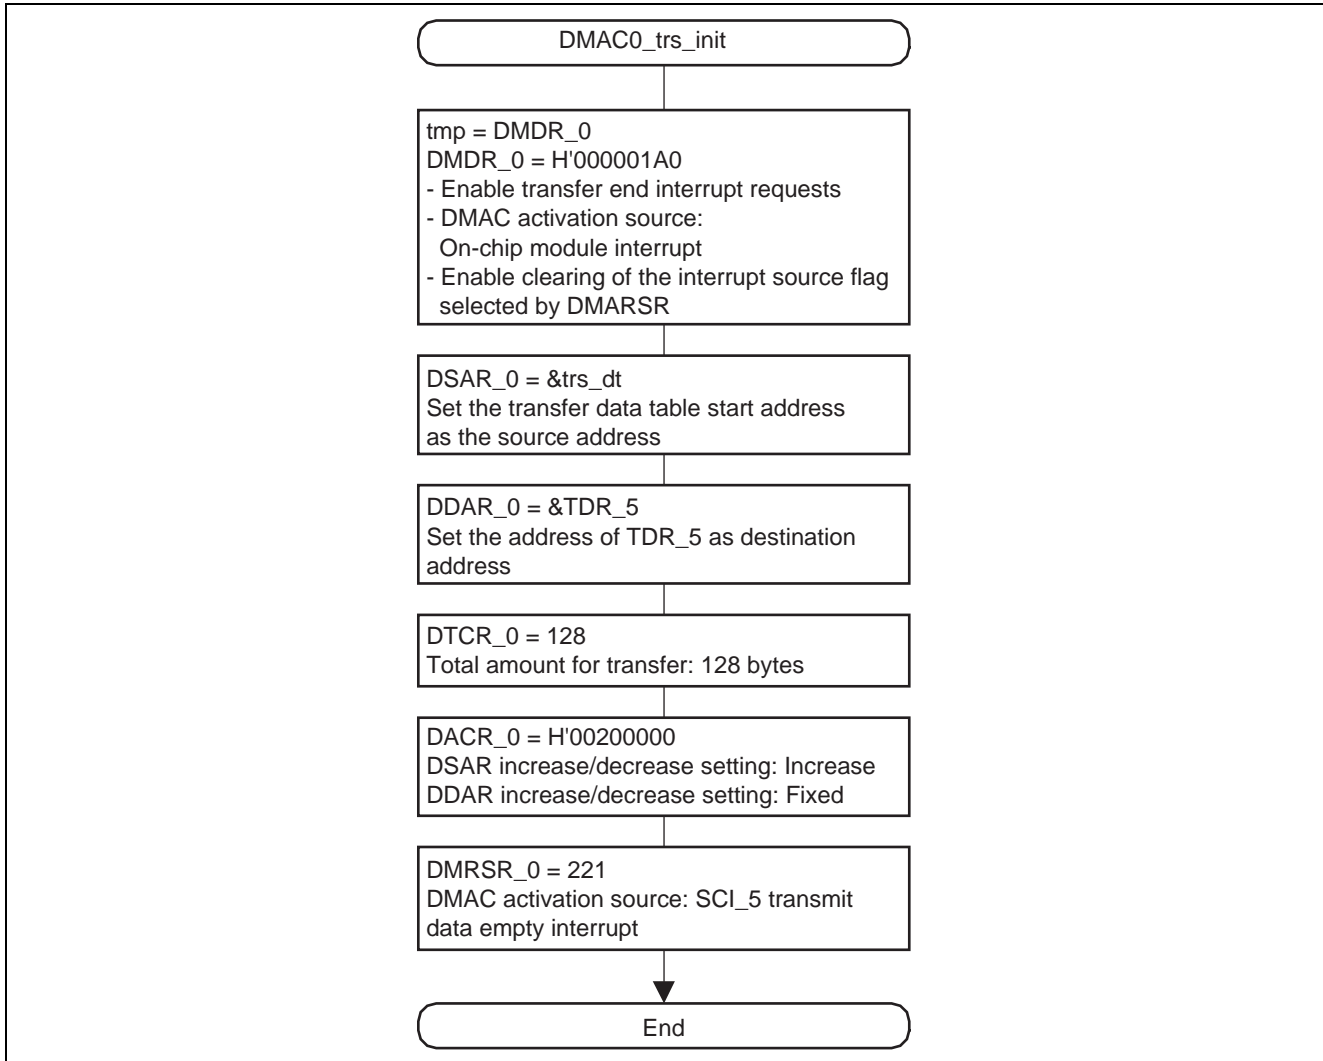 DMAC0_trs_init
tmp = DMDR_0
DMDR_0 = H'000001A0
- Enable transfer end interrupt requests
- DMAC activation source:
On-chip module interrupt
- Enable clearing of the interrupt source flag
selected by DMARSR
DSAR_0 = &trs_dt
Set the transfer data table start address
as the source address
DDAR_0 = &TDR_5
Set the address of TDR_5 as destination
address
DTCR_0 = 128
Total amount for transfer: 128 bytes
DACR_0 = H'00200000
DSAR increase/decrease setting: Increase
DDAR increase/decrease setting: Fixed
DMRSR_0 = 221
DMAC activation source: SCI_5 transmit
data empty interrupt
End